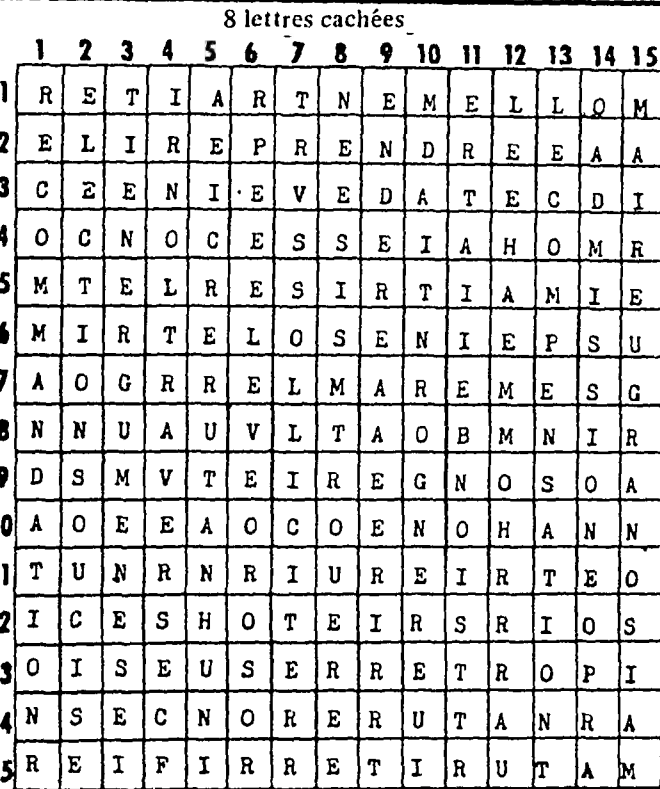 8 lettres cachées
1 2 3 4 5 6 7 8 9 10 11 12 13 14 15
1 R E T I A R T N E M E L L O M
2 E L I R E P R E N D R E E A A
3 C E E N I E V E D A T E C D I
4 O C N O C E S S E I A H O M R
5 M T E L R E S I R T I A M I E
6 M I R T E L O S E N I E P S U
7 A O G R R E L M A R E M E S G
8 N N U A U V L T A O B M N I R
9 D S M V T E I R E G N O S O A
0 A O E E A O C O E N O H A N N
1 T U N R N R I U R E I R T E O
2 I C E S H O T E I R S R I O S
3 O I S E U S E R R E T R O P I
4 N S E C N O R E R U T A N R A
5 R E I F I R R E T I R U T A M